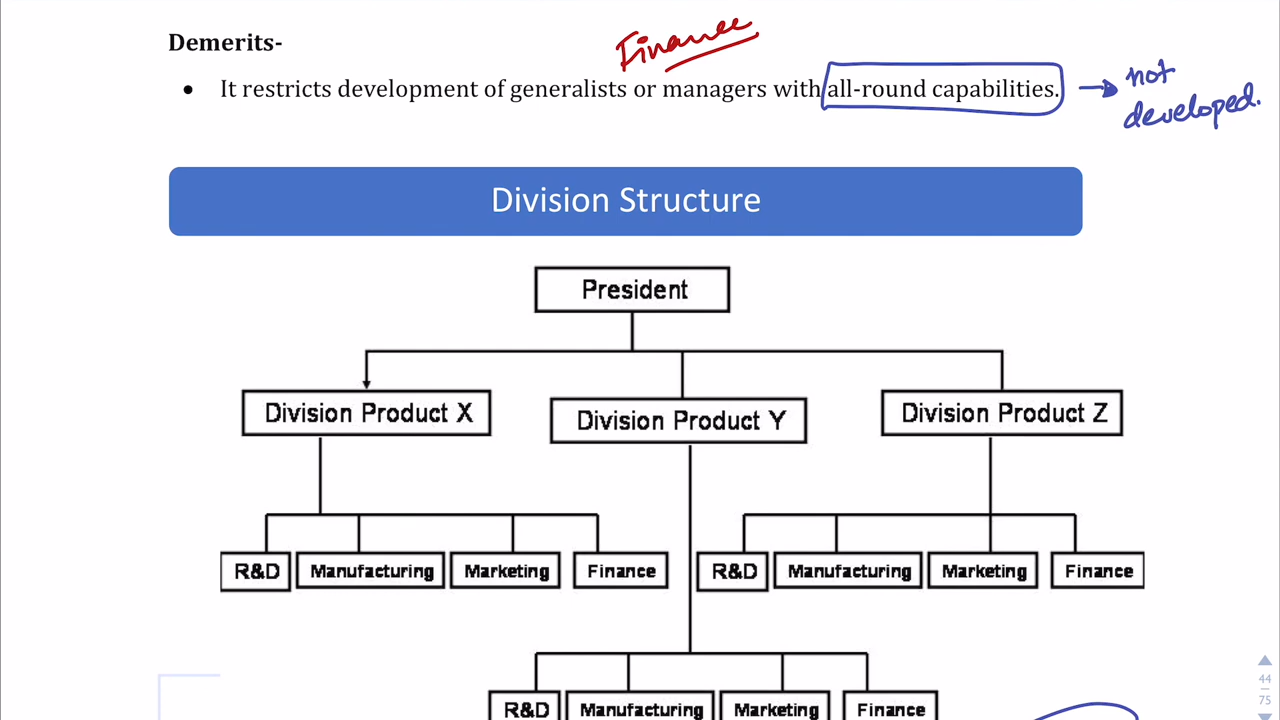 Demerits-
Finance
• It restricts development of generalists or managers with all-round capabilities. → not
developed.
Division Structure
President
Division Product X
Division Product Y
Division Product Z
R&D Manufacturing Marketing Finance R&D Manufacturing Marketing Finance
R&D Manufacturing Marketing Finance
44
75